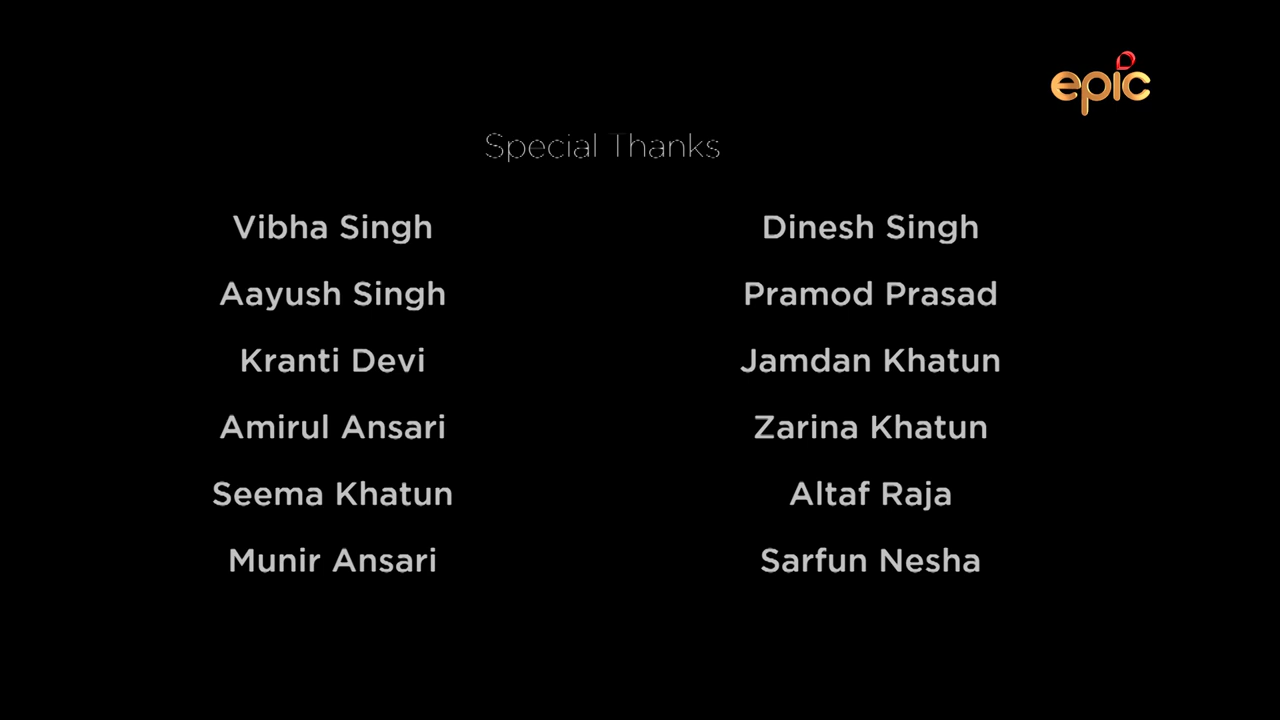 epic
Special Thanks
Vibha Singh
Dinesh Singh
Aayush Singh
Pramod Prasad
Kranti Devi
Jamdan Khatun
Amirul Ansari
Zarina Khatun
Seema Khatun
Altaf Raja
Munir Ansari
Sarfun Nesha